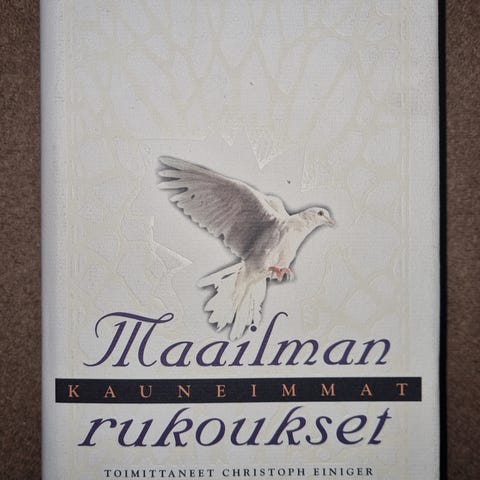 Maailman
KAUNEIMMAT
rukoukset
TOIMITTANEET CHRISTOPH EINIGER